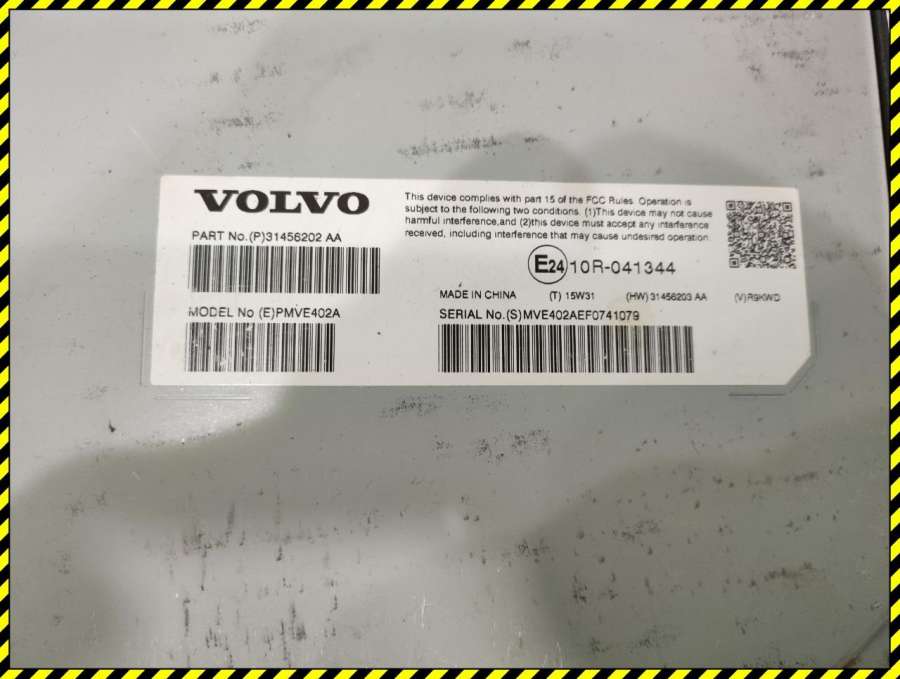 VOLVO
PART No.(P)31456202 AA
MODEL No (E)PMVE402A
This device complies with part 15 of the FCC Rules. Operation is
subject to the following two conditions. (1)This device may not cause
harmful interference,and (2)this device must accept any interference
received, including interference that may cause undesired operation.
E24 10R-041344
MADE IN CHINA (T) 15W31 (HW) 31456203 AA (V)R9KWD
SERIAL No.(S)MVE402AEF0741079